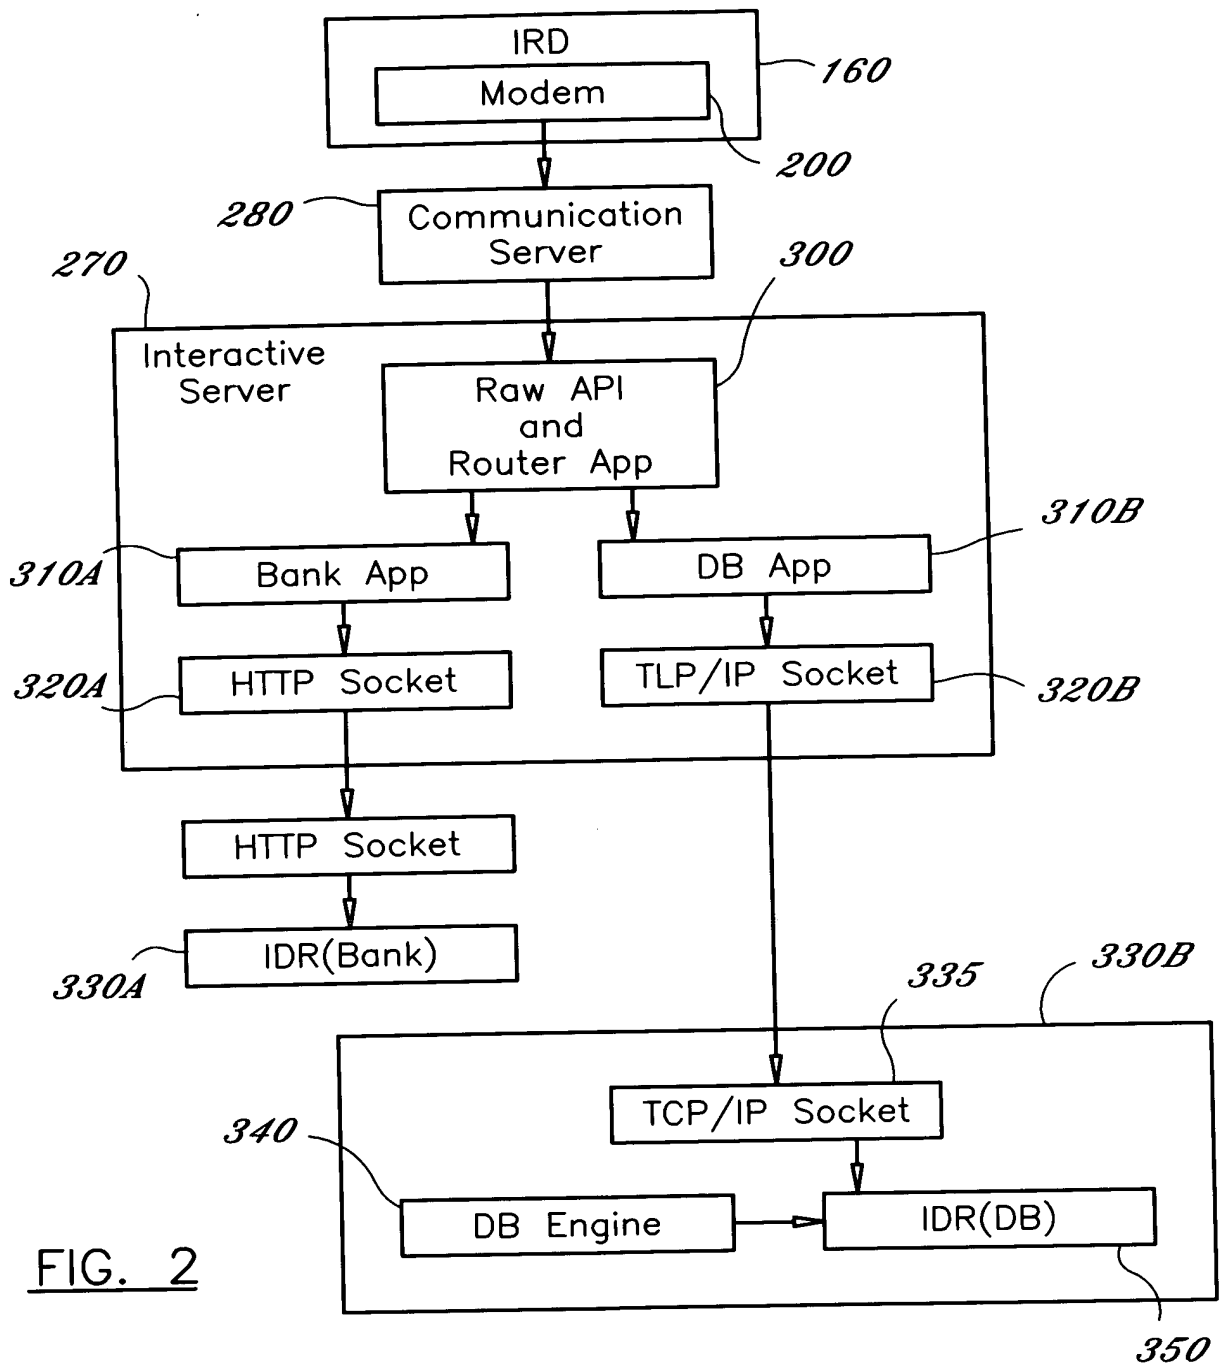 IRD
160
Modem
200
280
Communication
Server
300
270
Interactive
Server
Raw API
and
Router App
310B
310A
Bank App
DB App
320A
HTTP Socket
TLP/IP Socket
320B
HTTP Socket
330A
IDR(Bank)
330B
335
TCP/IP Socket
340
DB Engine
IDR(DB)
350
FIG. 2